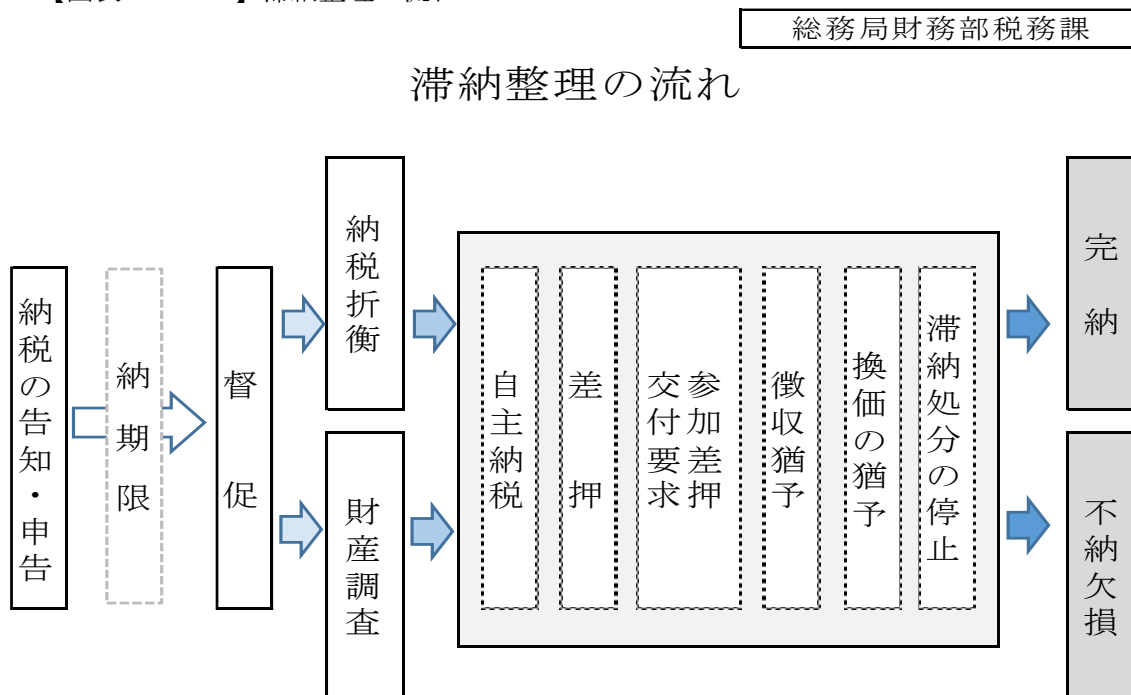 総務局財務部税務課
滞納整理の流れ
納税の告知・申告
納期限
督促
納税折衝
財産調査
自主納税
差押
参加差押
交付要求
徴収猶予
換価の猶予
滞納処分の停止
完納
不納欠損